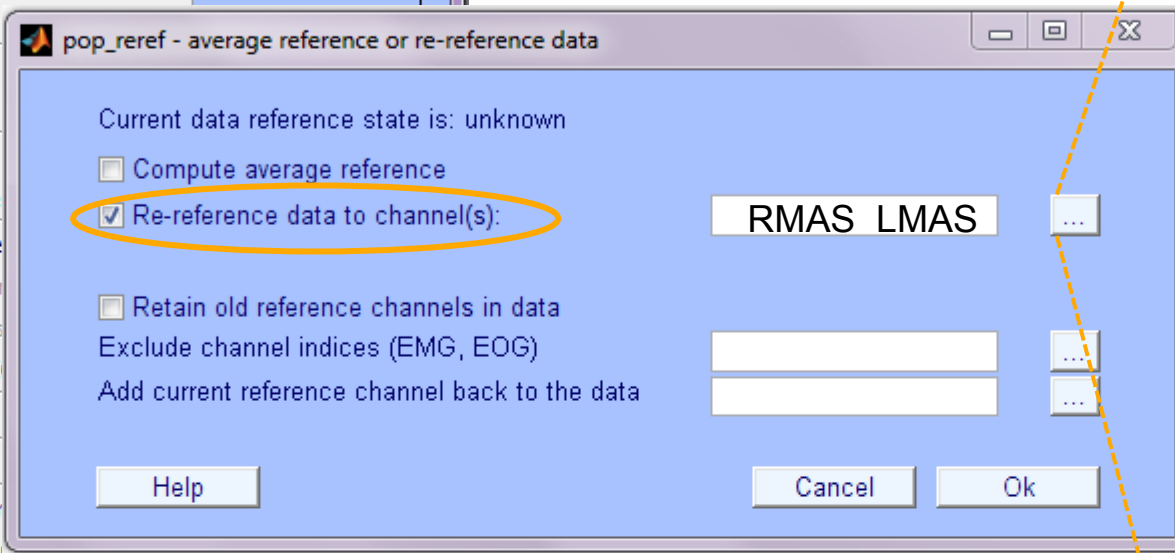 pop_reref - average reference or re-reference data
Current data reference state is: unknown
Compute average reference
Re-reference data to channel(s): RMAS LMAS ...
Retain old reference channels in data
Exclude channel indices (EMG, EOG) ...
Add current reference channel back to the data ...
Help Cancel Ok